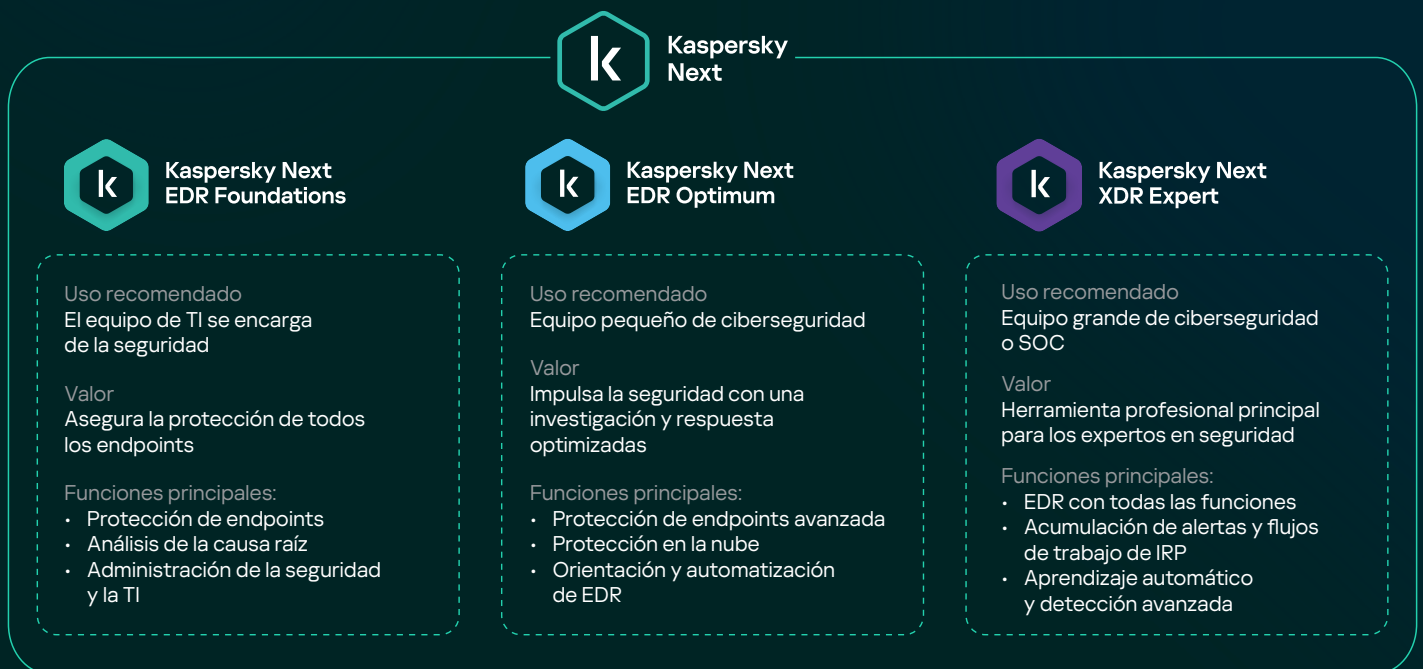 Kaspersky
Next
Kaspersky Next
EDR Foundations
Uso recomendado
El equipo de TI se encarga
de la seguridad
Valor
Asegura la protección de todos
los endpoints
Funciones principales:
• Protección de endpoints
• Análisis de la causa raíz
• Administración de la seguridad
y la TI
Kaspersky Next
EDR Optimum
Uso recomendado
Equipo pequeño de ciberseguridad
Valor
Impulsa la seguridad con una
investigación y respuesta
optimizadas
Funciones principales:
• Protección de endpoints avanzada
• Protección en la nube
• Orientación y automatización
de EDR
Kaspersky Next
XDR Expert
Uso recomendado
Equipo grande de ciberseguridad
o SOC
Valor
Herramienta profesional principal
para los expertos en seguridad
Funciones principales:
• EDR con todas las funciones
• Acumulación de alertas y flujos
de trabajo de IRP
• Aprendizaje automático
y detección avanzada